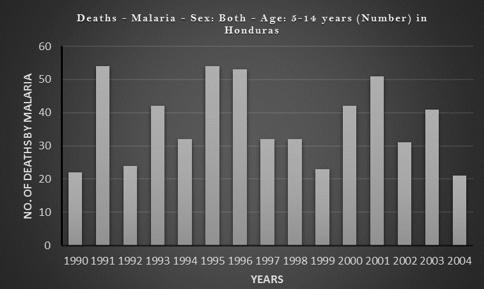 Deaths - Malaria - Sex: Both - Age: 5-14 years (Number) in
Honduras
60
50
40
30
20
10
0
NO. OF DEATHS BY MALARIA
1990 1991 1992 1993 1994 1995 1996 1997 1998 1999 2000 2001 2002 2003 2004
YEARS